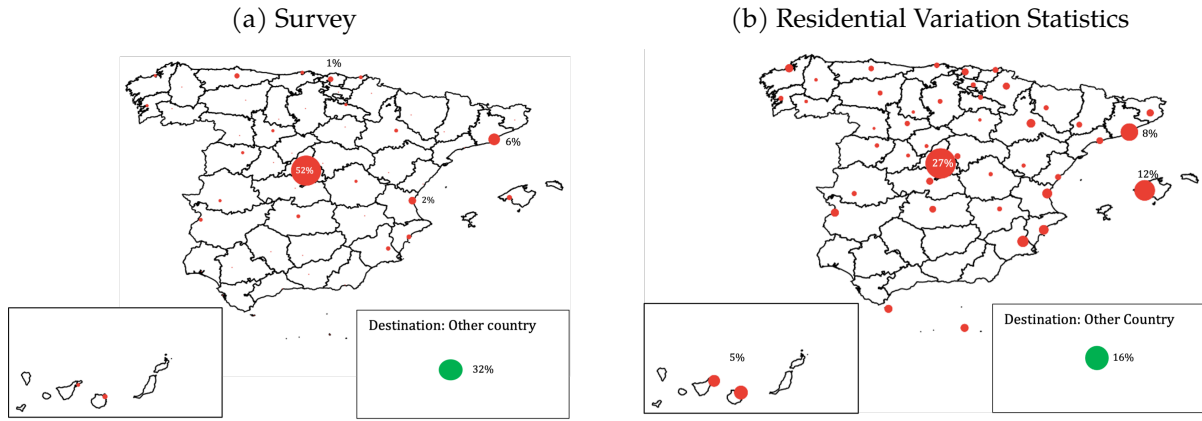 (a) Survey
1%
6%
52%
2%
Destination: Other country
32%
(b) Residential Variation Statistics
8%
27%
12%
Destination: Other Country
5%
16%